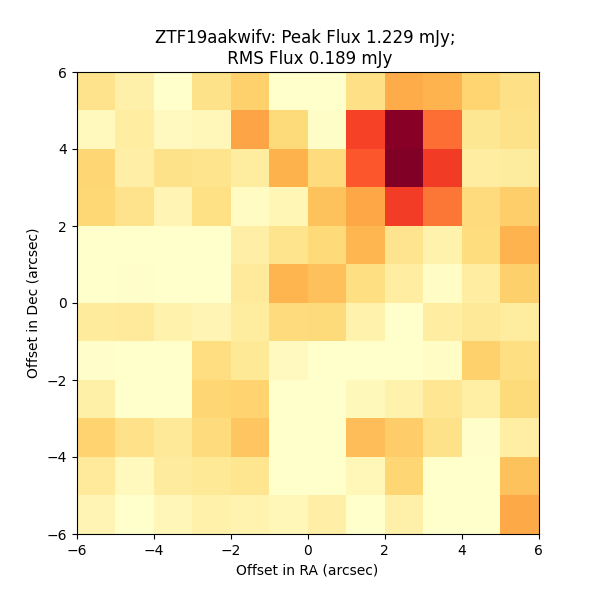 ZTF19aakwifv: Peak Flux 1.229 mJy;
RMS Flux 0.189 mJy
6
4
2
0
−2
−4
−6
Offset in Dec (arcsec)
−6 −4 −2 0 2 4 6
Offset in RA (arcsec)